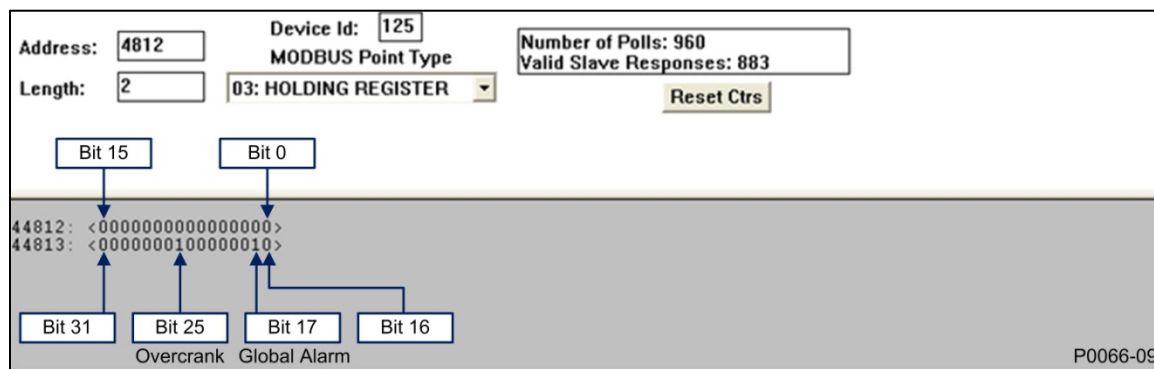 Address: 4812
Device Id: 125
MODBUS Point Type
Number of Polls: 960
Valid Slave Responses: 883
Length: 2
03: HOLDING REGISTER
Reset Ctrs
Bit 15
Bit 0
44812: <0000000000000000>
44813: <0000000100000010>
Bit 31
Bit 25
Bit 17
Bit 16
Overcrank
Global Alarm
P0066-09